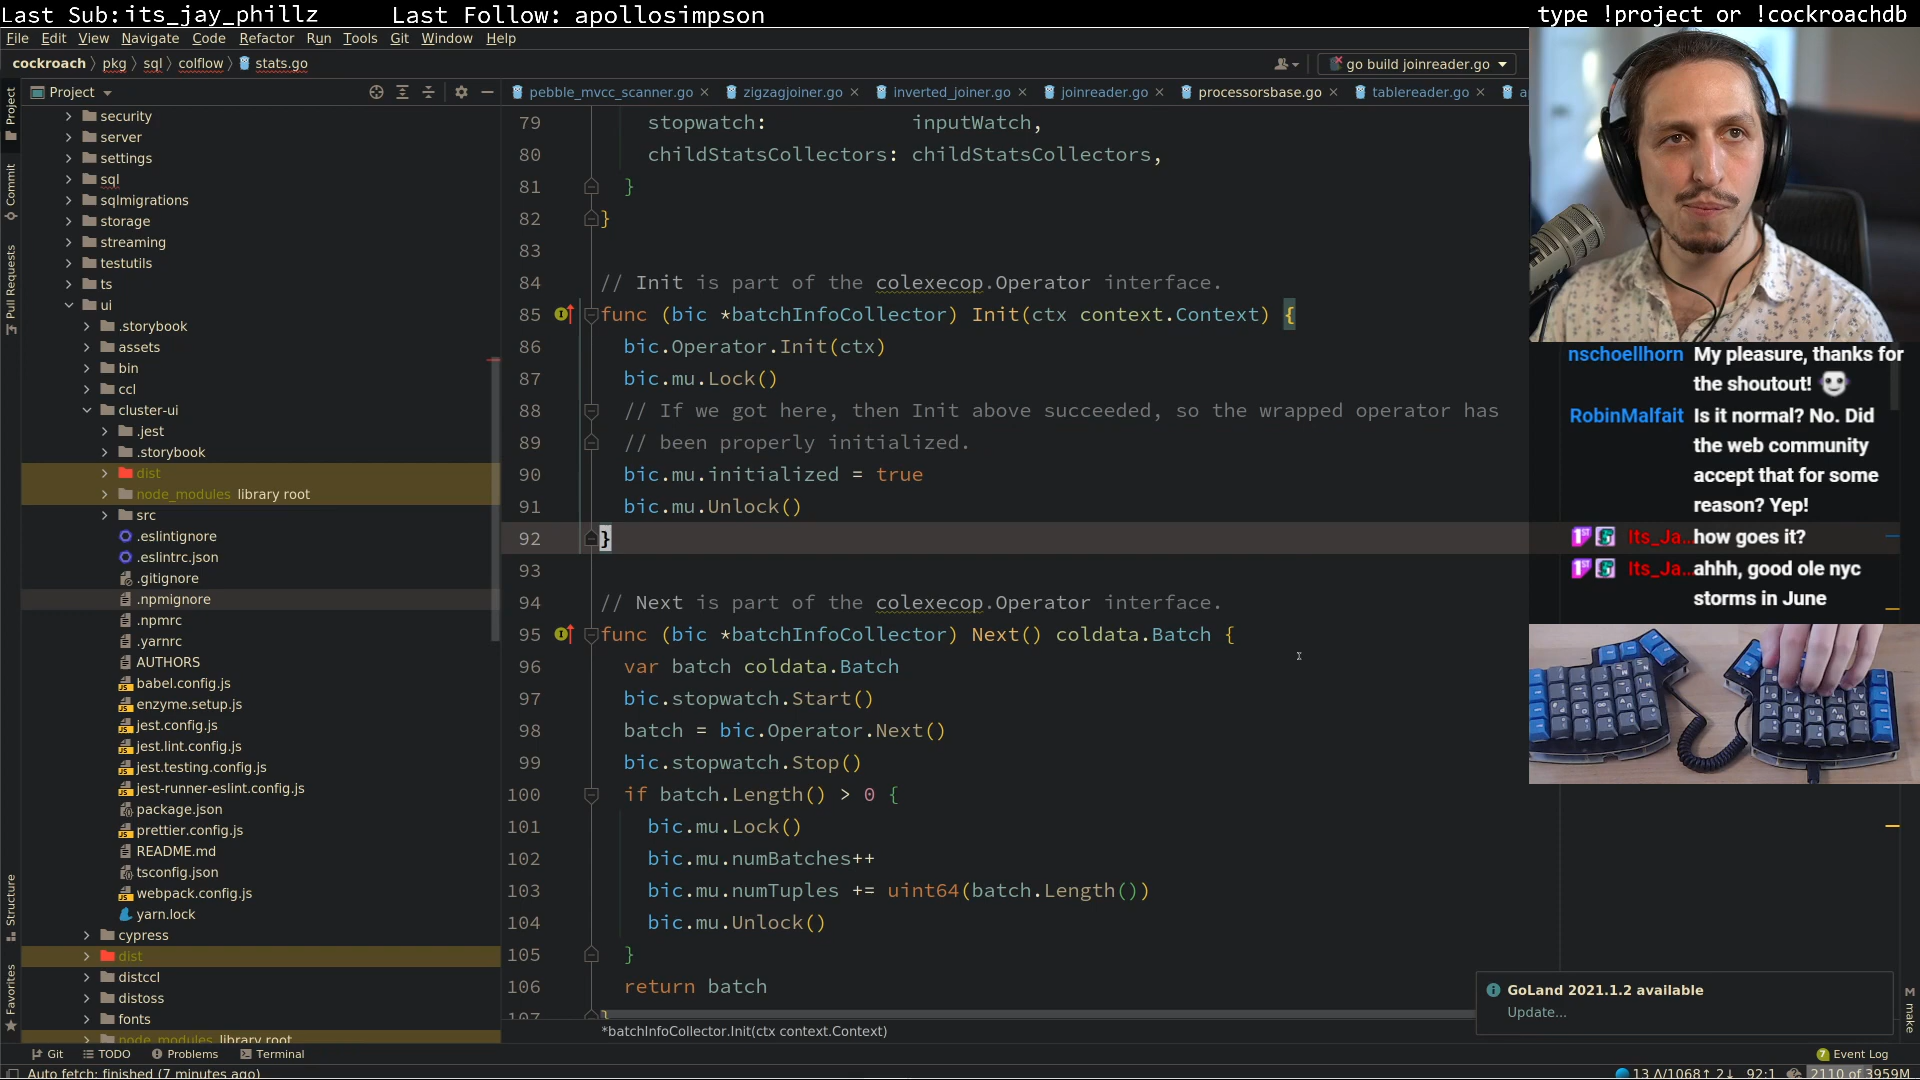 Last Sub:its_jay_phillz
Last Follow: apollosimpson
type !project or !cockroachdb
File Edit View Navigate Code Refactor Run Tools Git Window Help
cockroach pkg sql colflow stats.go
go build joinreader.go
Project
pebble_mvcc_scanner.go
zigzagjoiner.go
inverted_joiner.go
joinreader.go
processorsbase.go
tablereader.go
Project
Commit
Pull Requests
Structure
Favorites
security
server
settings
sql
sqlmigrations
storage
streaming
testutils
ts
ui
.storybook
assets
bin
ccl
cluster-ui
.jest
.storybook
dist
node_modules library root
src
.eslintignore
.eslintrc.json
.gitignore
.npmignore
.npmrc
.yarnrc
AUTHORS
babel.config.js
enzyme.setup.js
jest.config.js
jest.lint.config.js
jest.testing.config.js
jest-runner-eslint.config.js
package.json
prettier.config.js
README.md
tsconfig.json
webpack.config.js
yarn.lock
cypress
dist
distccl
distoss
fonts
node_modules library root
79 stopwatch: inputWatch,
80 childStatsCollectors: childStatsCollectors,
81 }
82 }
83
84 // Init is part of the colexecop.Operator interface.
85 func (bic *batchInfoCollector) Init(ctx context.Context) {
86 bic.Operator.Init(ctx)
87 bic.mu.Lock()
88 // If we got here, then Init above succeeded, so the wrapped operator has
89 // been properly initialized.
90 bic.mu.initialized = true
91 bic.mu.Unlock()
92 }
93
94 // Next is part of the colexecop.Operator interface.
95 func (bic *batchInfoCollector) Next() coldata.Batch {
96 var batch coldata.Batch
97 bic.stopwatch.Start()
98 batch = bic.Operator.Next()
99 bic.stopwatch.Stop()
100 if batch.Length() > 0 {
101 bic.mu.Lock()
102 bic.mu.numBatches++
103 bic.mu.numTuples += uint64(batch.Length())
104 bic.mu.Unlock()
105 }
106 return batch
107 }
*batchInfoCollector.Init(ctx context.Context)
nschoellhorn My pleasure, thanks for
the shoutout!
RobinMalfait Is it normal? No. Did
the web community
accept that for some
reason? Yep!
Its_Ja... how goes it?
Its_Ja... ahhh, good ole nyc
storms in June
GoLand 2021.1.2 available
Update...
make
Git TODO Problems Terminal
7 Event Log
Auto fetch: finished (7 minutes ago)
13 Λ/1068↑ 2↓ 92:1 2110 of 3959M